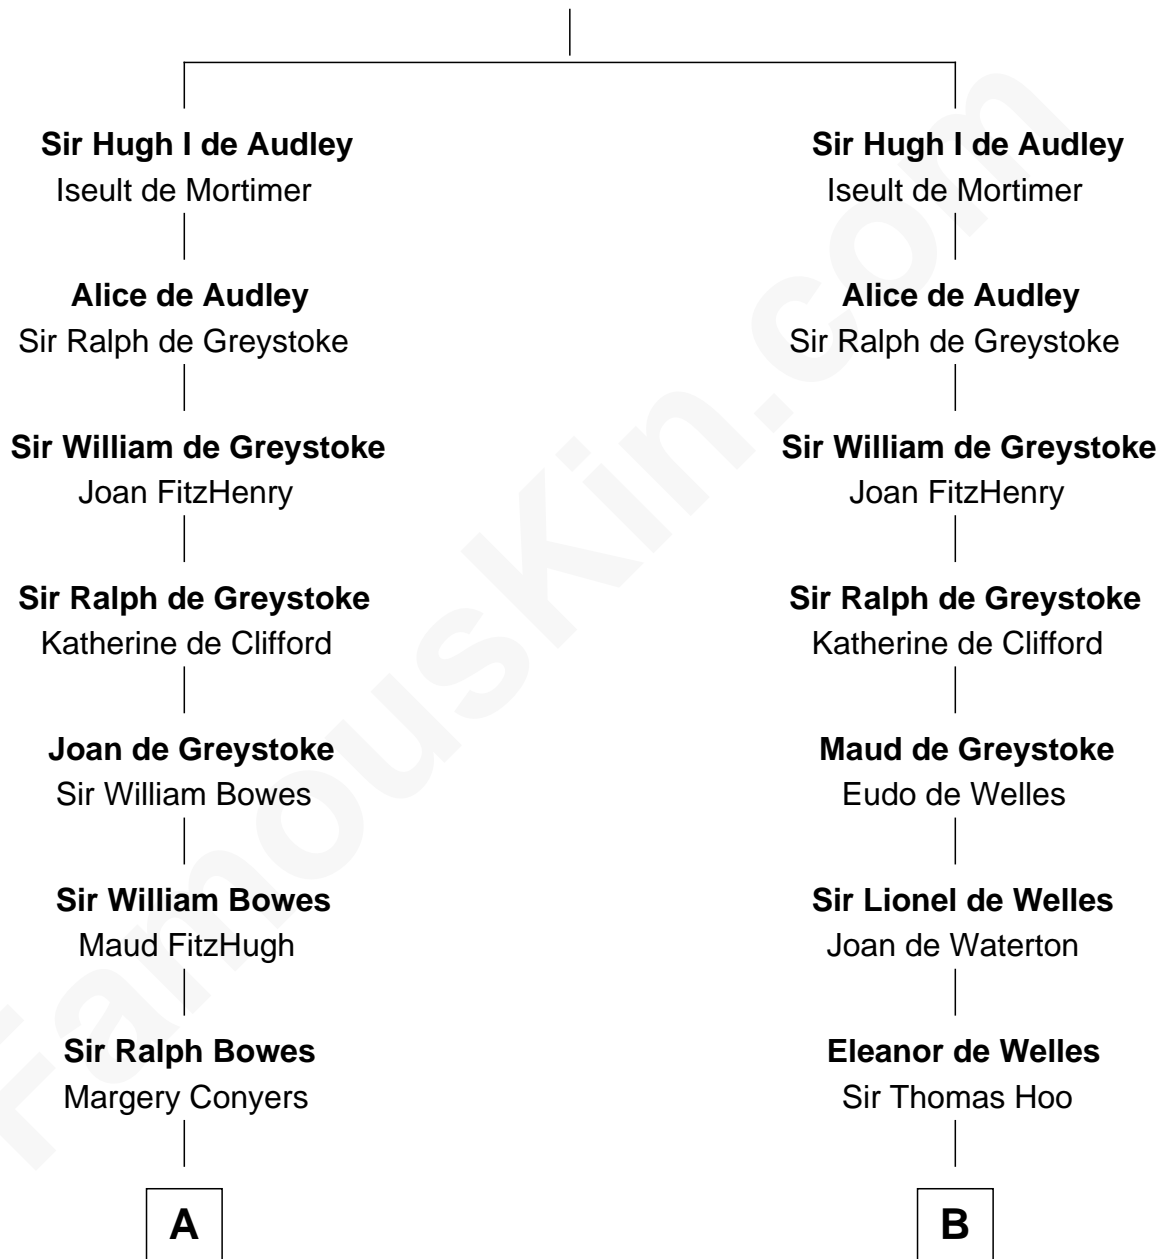 Sir Hugh I de Audley
Iseult de Mortimer
Alice de Audley
Sir Ralph de Greystoke
Sir William de Greystoke
Joan FitzHenry
Sir Ralph de Greystoke
Katherine de Clifford
Joan de Greystoke
Sir William Bowes
Sir William Bowes
Maud FitzHugh
Sir Ralph Bowes
Margery Conyers
A
Sir Hugh I de Audley
Iseult de Mortimer
Alice de Audley
Sir Ralph de Greystoke
Sir William de Greystoke
Joan FitzHenry
Sir Ralph de Greystoke
Katherine de Clifford
Maud de Greystoke
Eudo de Welles
Sir Lionel de Welles
Joan de Waterton
Eleanor de Welles
Sir Thomas Hoo
B
FamousKin.com